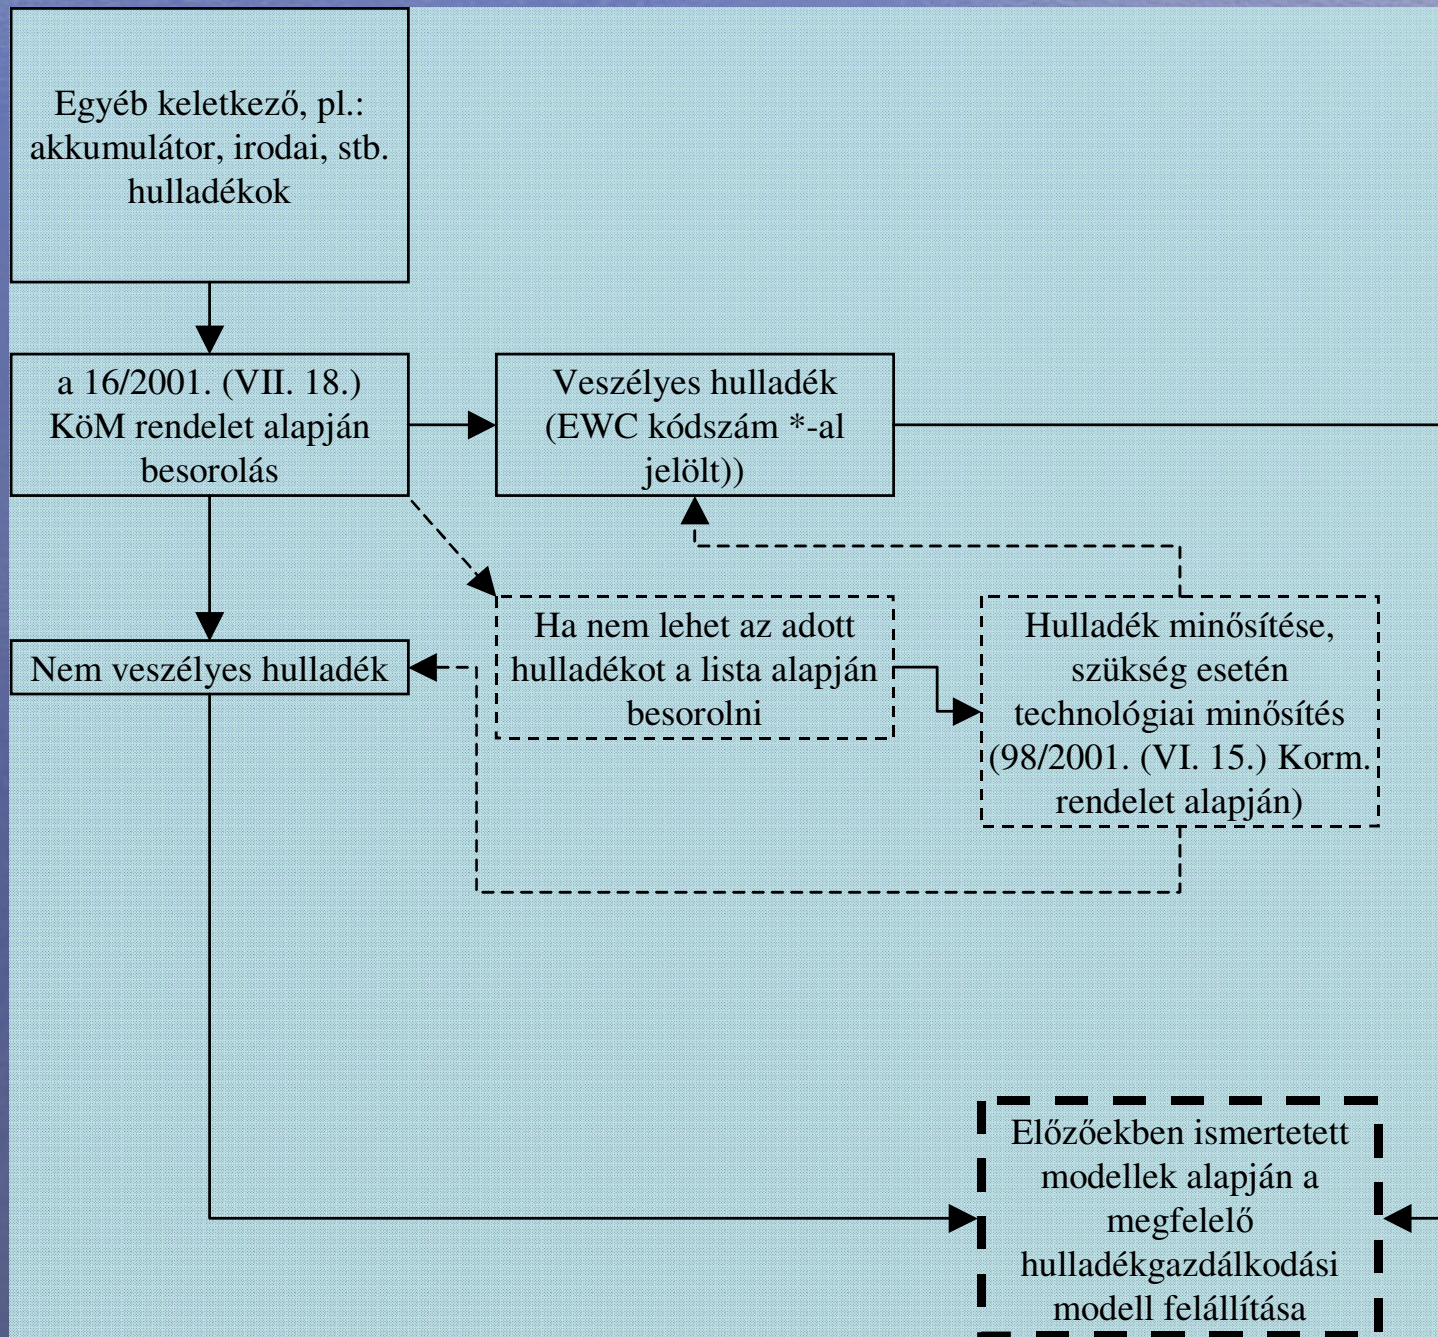 Egyéb keletkező, pl.:
akkumulátor, irodai, stb.
hulladékok
a 16/2001. (VII. 18.)
KöM rendelet alapján
besorolás
Veszélyes hulladék
(EWC kódszám *-al
jelölt))
Nem veszélyes hulladék
Ha nem lehet az adott
hulladékot a lista alapján
besorolni
Hulladék minősítése,
szükség esetén
technológiai minősítés
(98/2001. (VI. 15.) Korm.
rendelet alapján)
Előzőekben ismertetett
modellek alapján a
megfelelő
hulladékgazdálkodási
modell felállítása